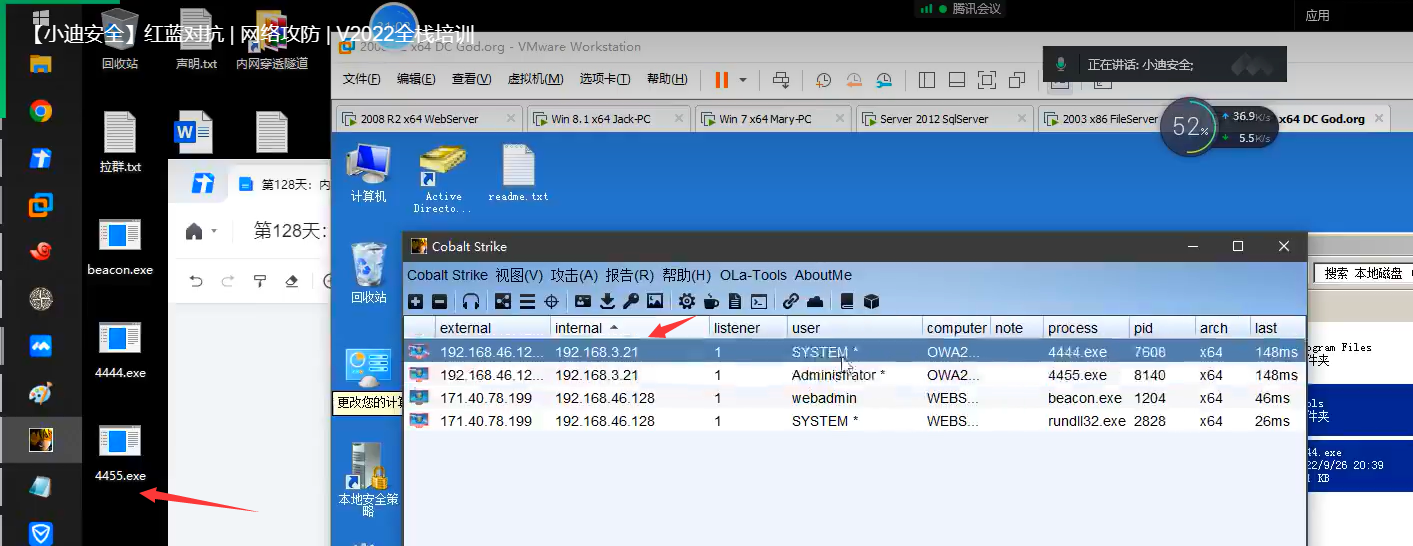 腾讯会议
应用
【小迪安全】红蓝对抗 | 网络攻防 | V2022全栈培训
2008 R2 x64 DC God.org - VMware Workstation
回收站
声明.txt
内网穿透隧道
文件(F) 编辑(E) 查看(V) 虚拟机(M) 选项卡(T) 帮助(H)
正在讲话: 小迪安全;
2008 R2 x64 WebServer
Win 8.1 x64 Jack-PC
Win 7 x64 Mary-PC
Server 2012 SqlServer
2003 x86 FileServer
x64 DC God.org
52%
36.9K/s
5.5K/s
拉群.txt
第128天: 内
计算机
Active
Directo...
readme.txt
第128天:
beacon.exe
回收站
Cobalt Strike
Cobalt Strike 视图(V) 攻击(A) 报告(R) 帮助(H) OLa-Tools AboutMe
搜索 本地磁盘
external internal listener user computer note process pid arch last
192.168.46.12... 192.168.3.21 1 SYSTEM * OWA2... 4444.exe 7608 x64 148ms
192.168.46.12... 192.168.3.21 1 Administrator * OWA2... 4455.exe 8140 x64 148ms
171.40.78.199 192.168.46.128 1 webadmin WEBS... beacon.exe 1204 x64 46ms
171.40.78.199 192.168.46.128 1 SYSTEM * WEBS... rundll32.exe 2828 x64 26ms
4444.exe
更改您的计算
4455.exe
本地安全策
略
ogram Files
件夹
ols
件夹
44.exe
22/9/26 20:39
KB